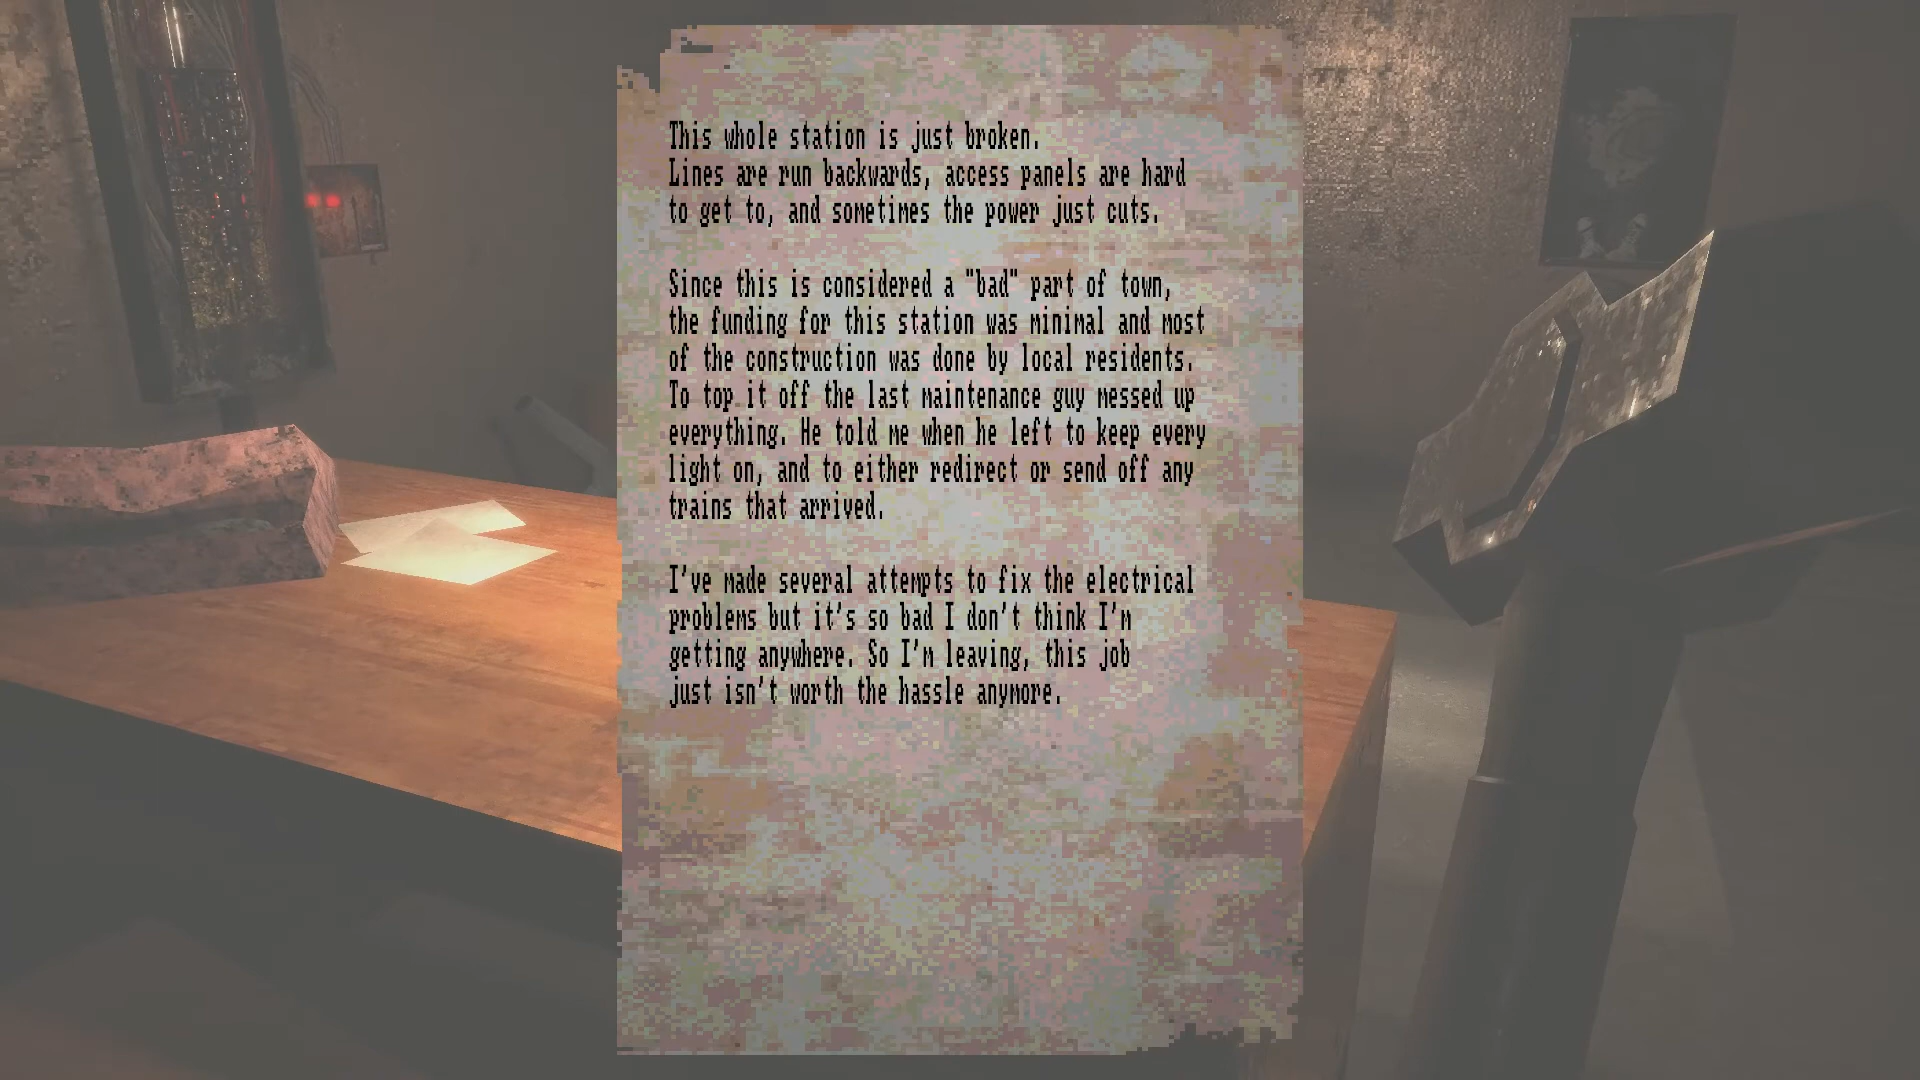 This whole station is just broken.
Lines are run backwards, access panels are hard
to get to, and sometimes the power just cuts.
Since this is considered a "bad" part of town,
the funding for this station was minimal and most
of the construction was done by local residents.
To top it off the last maintenance guy messed up
everything. He told me when he left to keep every
light on, and to either redirect or send off any
trains that arrived.
I've made several attempts to fix the electrical
problems but it's so bad I don't think I'm
getting anywhere. So I'm leaving, this job
just isn't worth the hassle anymore.